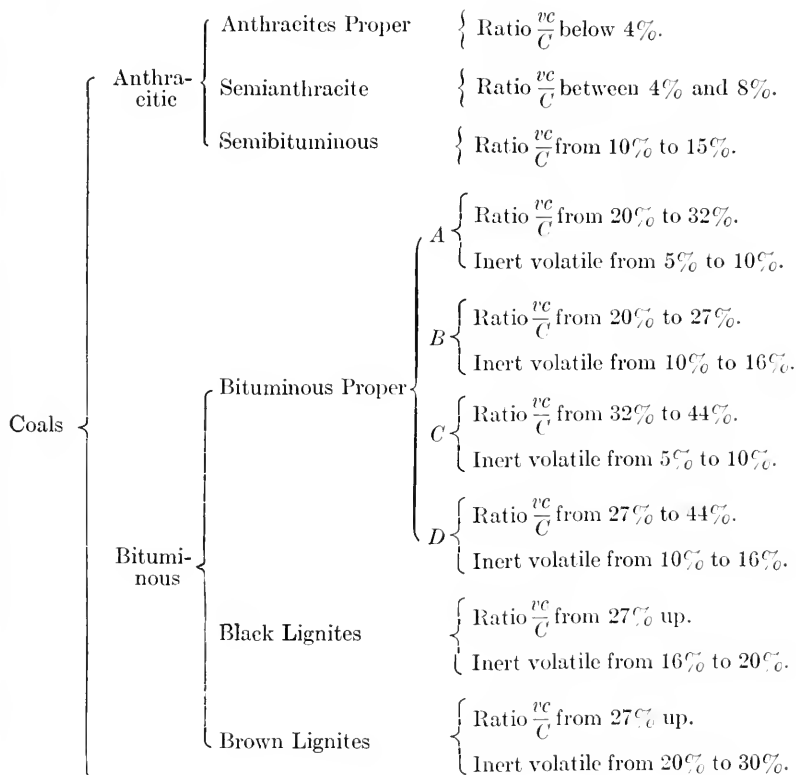 Anthracites Proper Ratio vc/C below 4%.
Anthra-
citic
Semianthracite Ratio vc/C between 4% and 8%.
Semibituminous Ratio vc/C from 10% to 15%.
A Ratio vc/C from 20% to 32%.
Inert volatile from 5% to 10%.
B Ratio vc/C from 20% to 27%.
Inert volatile from 10% to 16%.
Bituminous Proper
Coals
C Ratio vc/C from 32% to 44%.
Inert volatile from 5% to 10%.
D Ratio vc/C from 27% to 44%.
Inert volatile from 10% to 16%.
Bitumi-
nous
Black Lignites Ratio vc/C from 27% up.
Inert volatile from 16% to 20%.
Brown Lignites Ratio vc/C from 27% up.
Inert volatile from 20% to 30%.